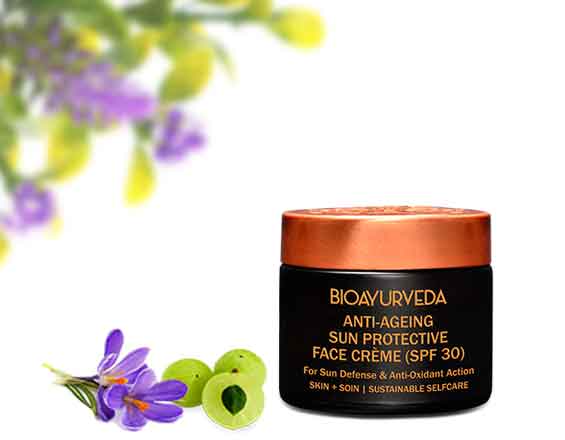 BIOAYURVEDA
ANTI-AGEING
SUN PROTECTIVE
FACE CRÈME (SPF 30)
For Sun Defense & Anti-Oxidant Action
SKIN + SOIN | SUSTAINABLE SELFCARE